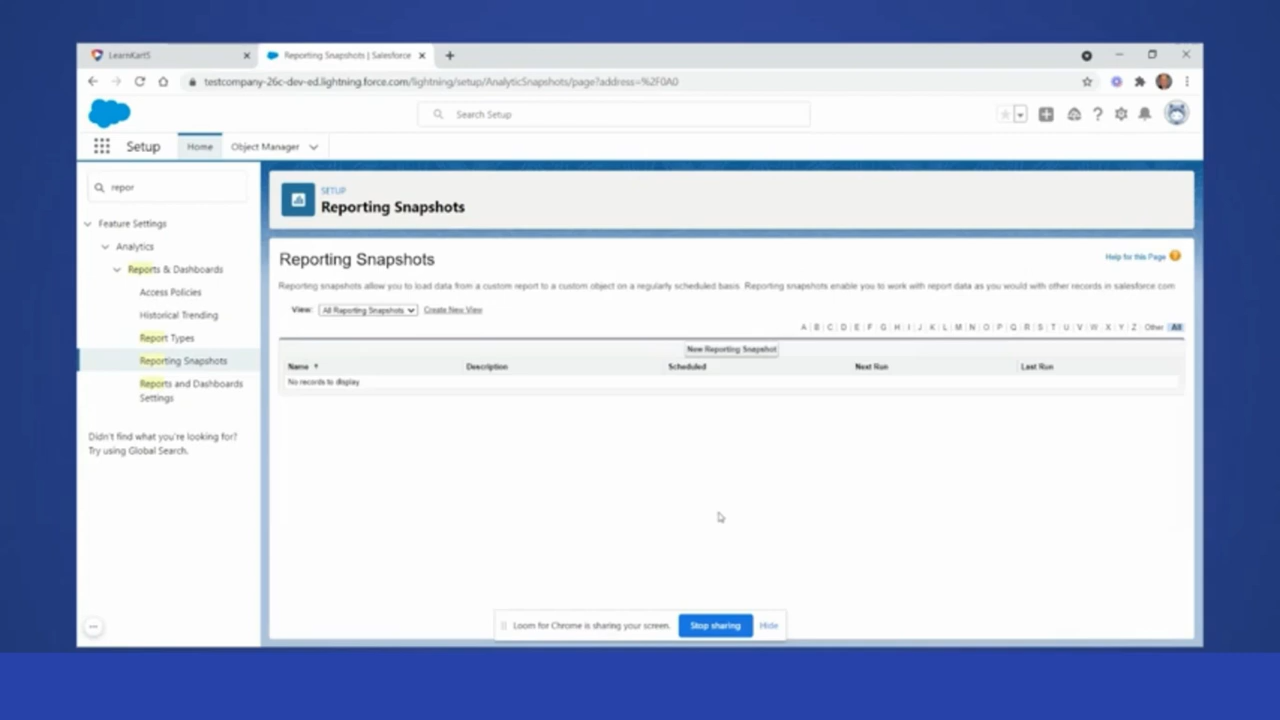 LearnKartS
Reporting Snapshots | Salesforce
testcompany-26c-dev-ed.lightning.force.com/lightning/setup/AnalyticSnapshots/page?address=%2F0A0
Search Setup
Setup
Home
Object Manager
repor
Feature Settings
Analytics
Reports & Dashboards
Access Policies
Historical Trending
Report Types
Reporting Snapshots
Reports and Dashboards
Settings
Didn't find what you're looking for?
Try using Global Search.
SETUP
Reporting Snapshots
Reporting Snapshots
Help for this Page
Reporting snapshots allow you to load data from a custom report to a custom object on a regularly scheduled basis. Reporting snapshots enable you to work with report data as you would with other records in salesforce com
View: All Reporting Snapshots Create New View
A | B | C | D | E | F | G | H | I | J | K | L | M | N | O | P | Q | R | S | T | U | V | W | X | Y | Z | Other All
New Reporting Snapshot
Name Description Scheduled Next Run Last Run
No records to display
Loom for Chrome is sharing your screen. Stop sharing Hide